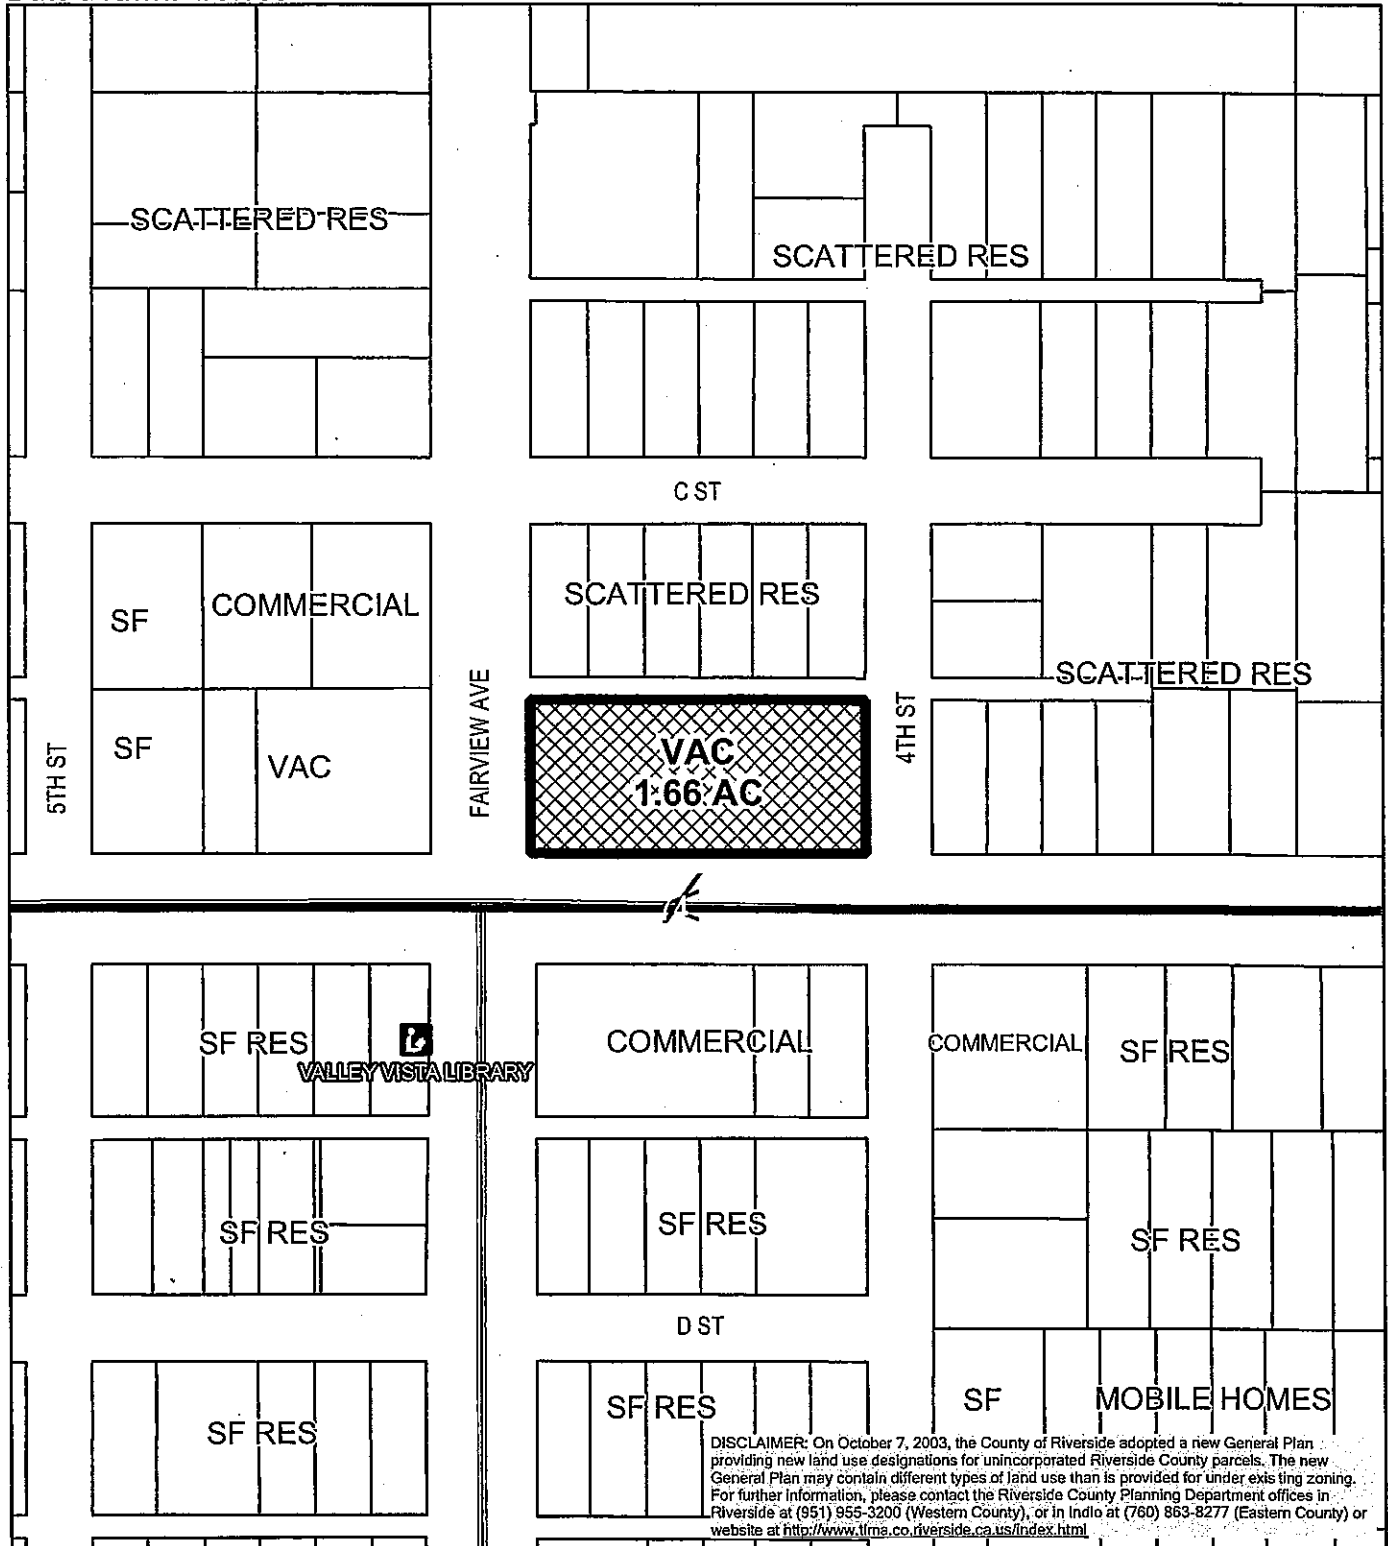 SCATTERED RES
SCATTERED RES
C ST
SF
COMMERCIAL
SCATTERED RES
SCATTERED RES
5TH ST
SF
VAC
FAIRVIEW AVE
VAC
1.66 AC
4TH ST
SF RES
VALLEY VISTA LIBRARY
COMMERCIAL
COMMERCIAL
SF RES
SF RES
SF RES
SF RES
D ST
SF RES
SF RES
SF
MOBILE HOMES
DISCLAIMER: On October 7, 2003, the County of Riverside adopted a new General Plan
providing new land use designations for unincorporated Riverside County parcels. The new
General Plan may contain different types of land use than is provided for under existing zoning.
For further information, please contact the Riverside County Planning Department offices in
Riverside at (951) 955-3200 (Western County), or in Indio at (760) 863-8277 (Eastern County) or
website at http://www.tlma.co.riverside.ca.us/index.html